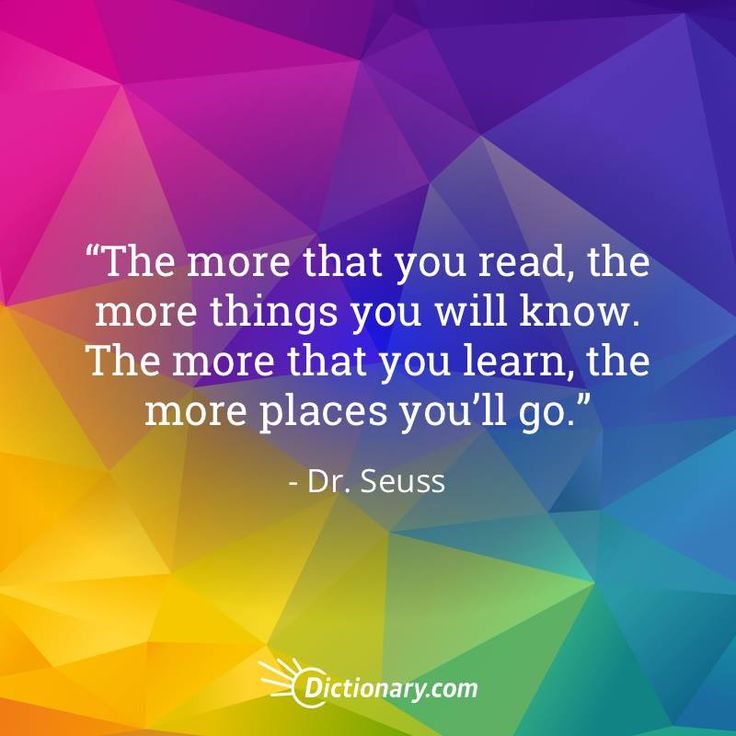 “The more that you read, the
more things you will know.
The more that you learn, the
more places you’ll go.”
- Dr. Seuss
Dictionary.com